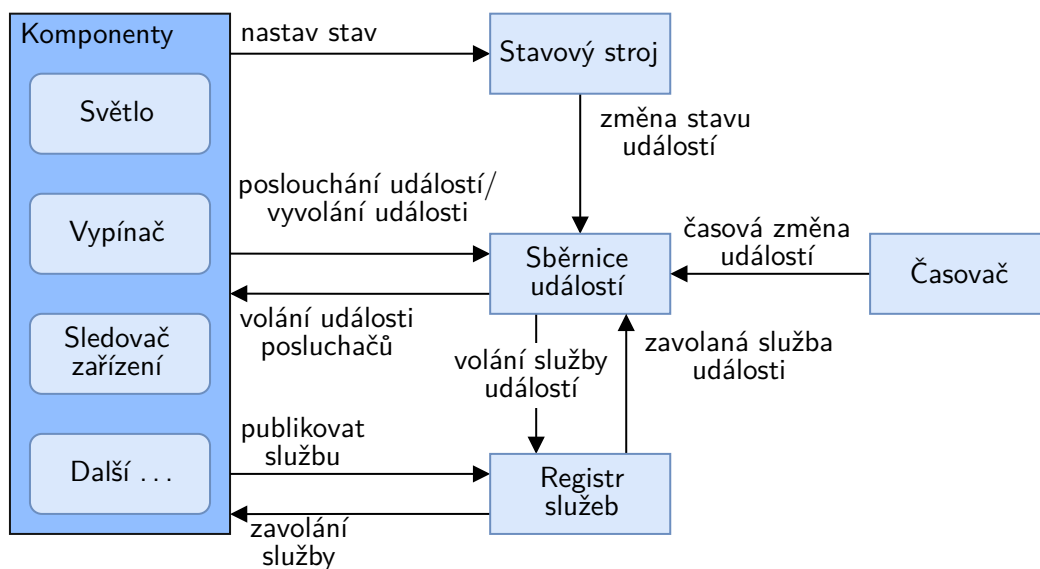 Komponenty
Světlo
Vypínač
Sledovač
zařízení
Další ...
nastav stav
Stavový stroj
změna stavu
událostí
poslouchání událostí/
vyvolání události
Sběrnice
událostí
časová změna
událostí
Časovač
volání události
posluchačů
volání služby
událostí
zavolaná služba
události
publikovat
službu
Registr
služeb
zavolání
služby